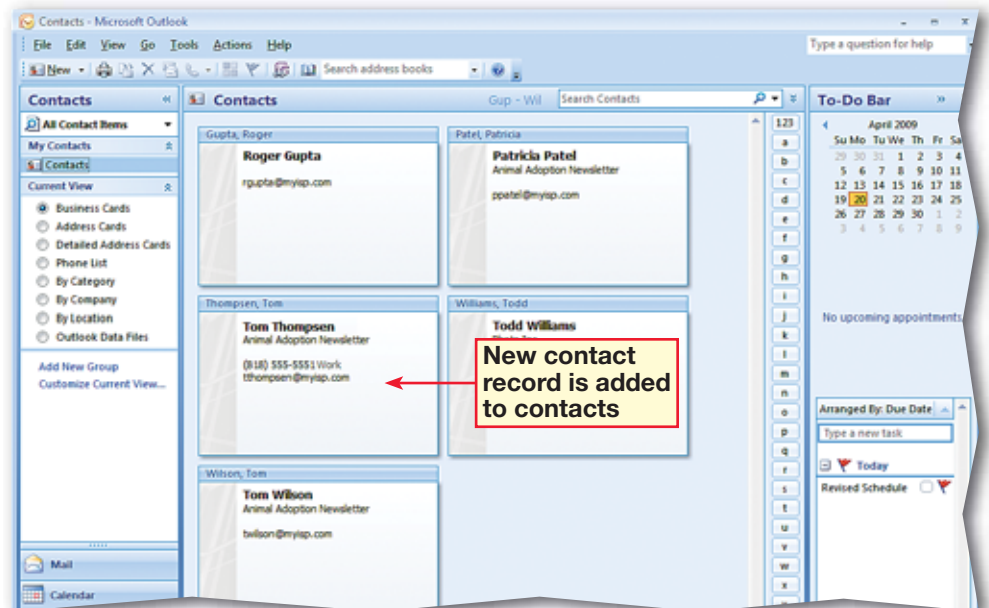 Contacts - Microsoft Outlook
File Edit View Go Tools Actions Help
Type a question for help
New
Search address books
Contacts
All Contact Items
My Contacts
Contacts
Current View
Business Cards
Address Cards
Detailed Address Cards
Phone List
By Category
By Company
By Location
Outlook Data Files
Add New Group
Customize Current View...
Mail
Calendar
Contacts
Gup - Wil
Search Contacts
Gupta, Roger
Roger Gupta
rgupta@myisp.com
Patel, Patricia
Patricia Patel
Animal Adoption Newsletter
ppatel@myisp.com
Thompsen, Tom
Tom Thompsen
Animal Adoption Newsletter
(818) 555-5551 Work
tthompsen@myisp.com
Williams, Todd
Todd Williams
New contact
record is added
to contacts
Wilson, Tom
Tom Wilson
Animal Adoption Newsletter
twilson@myisp.com
123
a
b
c
d
e
f
g
h
i
j
k
l
m
n
o
p
q
r
s
t
u
v
w
x
To-Do Bar
April 2009
Su Mo Tu We Th Fr Sa
29 30 31 1 2 3 4
5 6 7 8 9 10 11
12 13 14 15 16 17 18
19 20 21 22 23 24 25
26 27 28 29 30 1 2
3 4 5 6 7 8 9
No upcoming appointments.
Arranged By: Due Date
Type a new task
Today
Revised Schedule